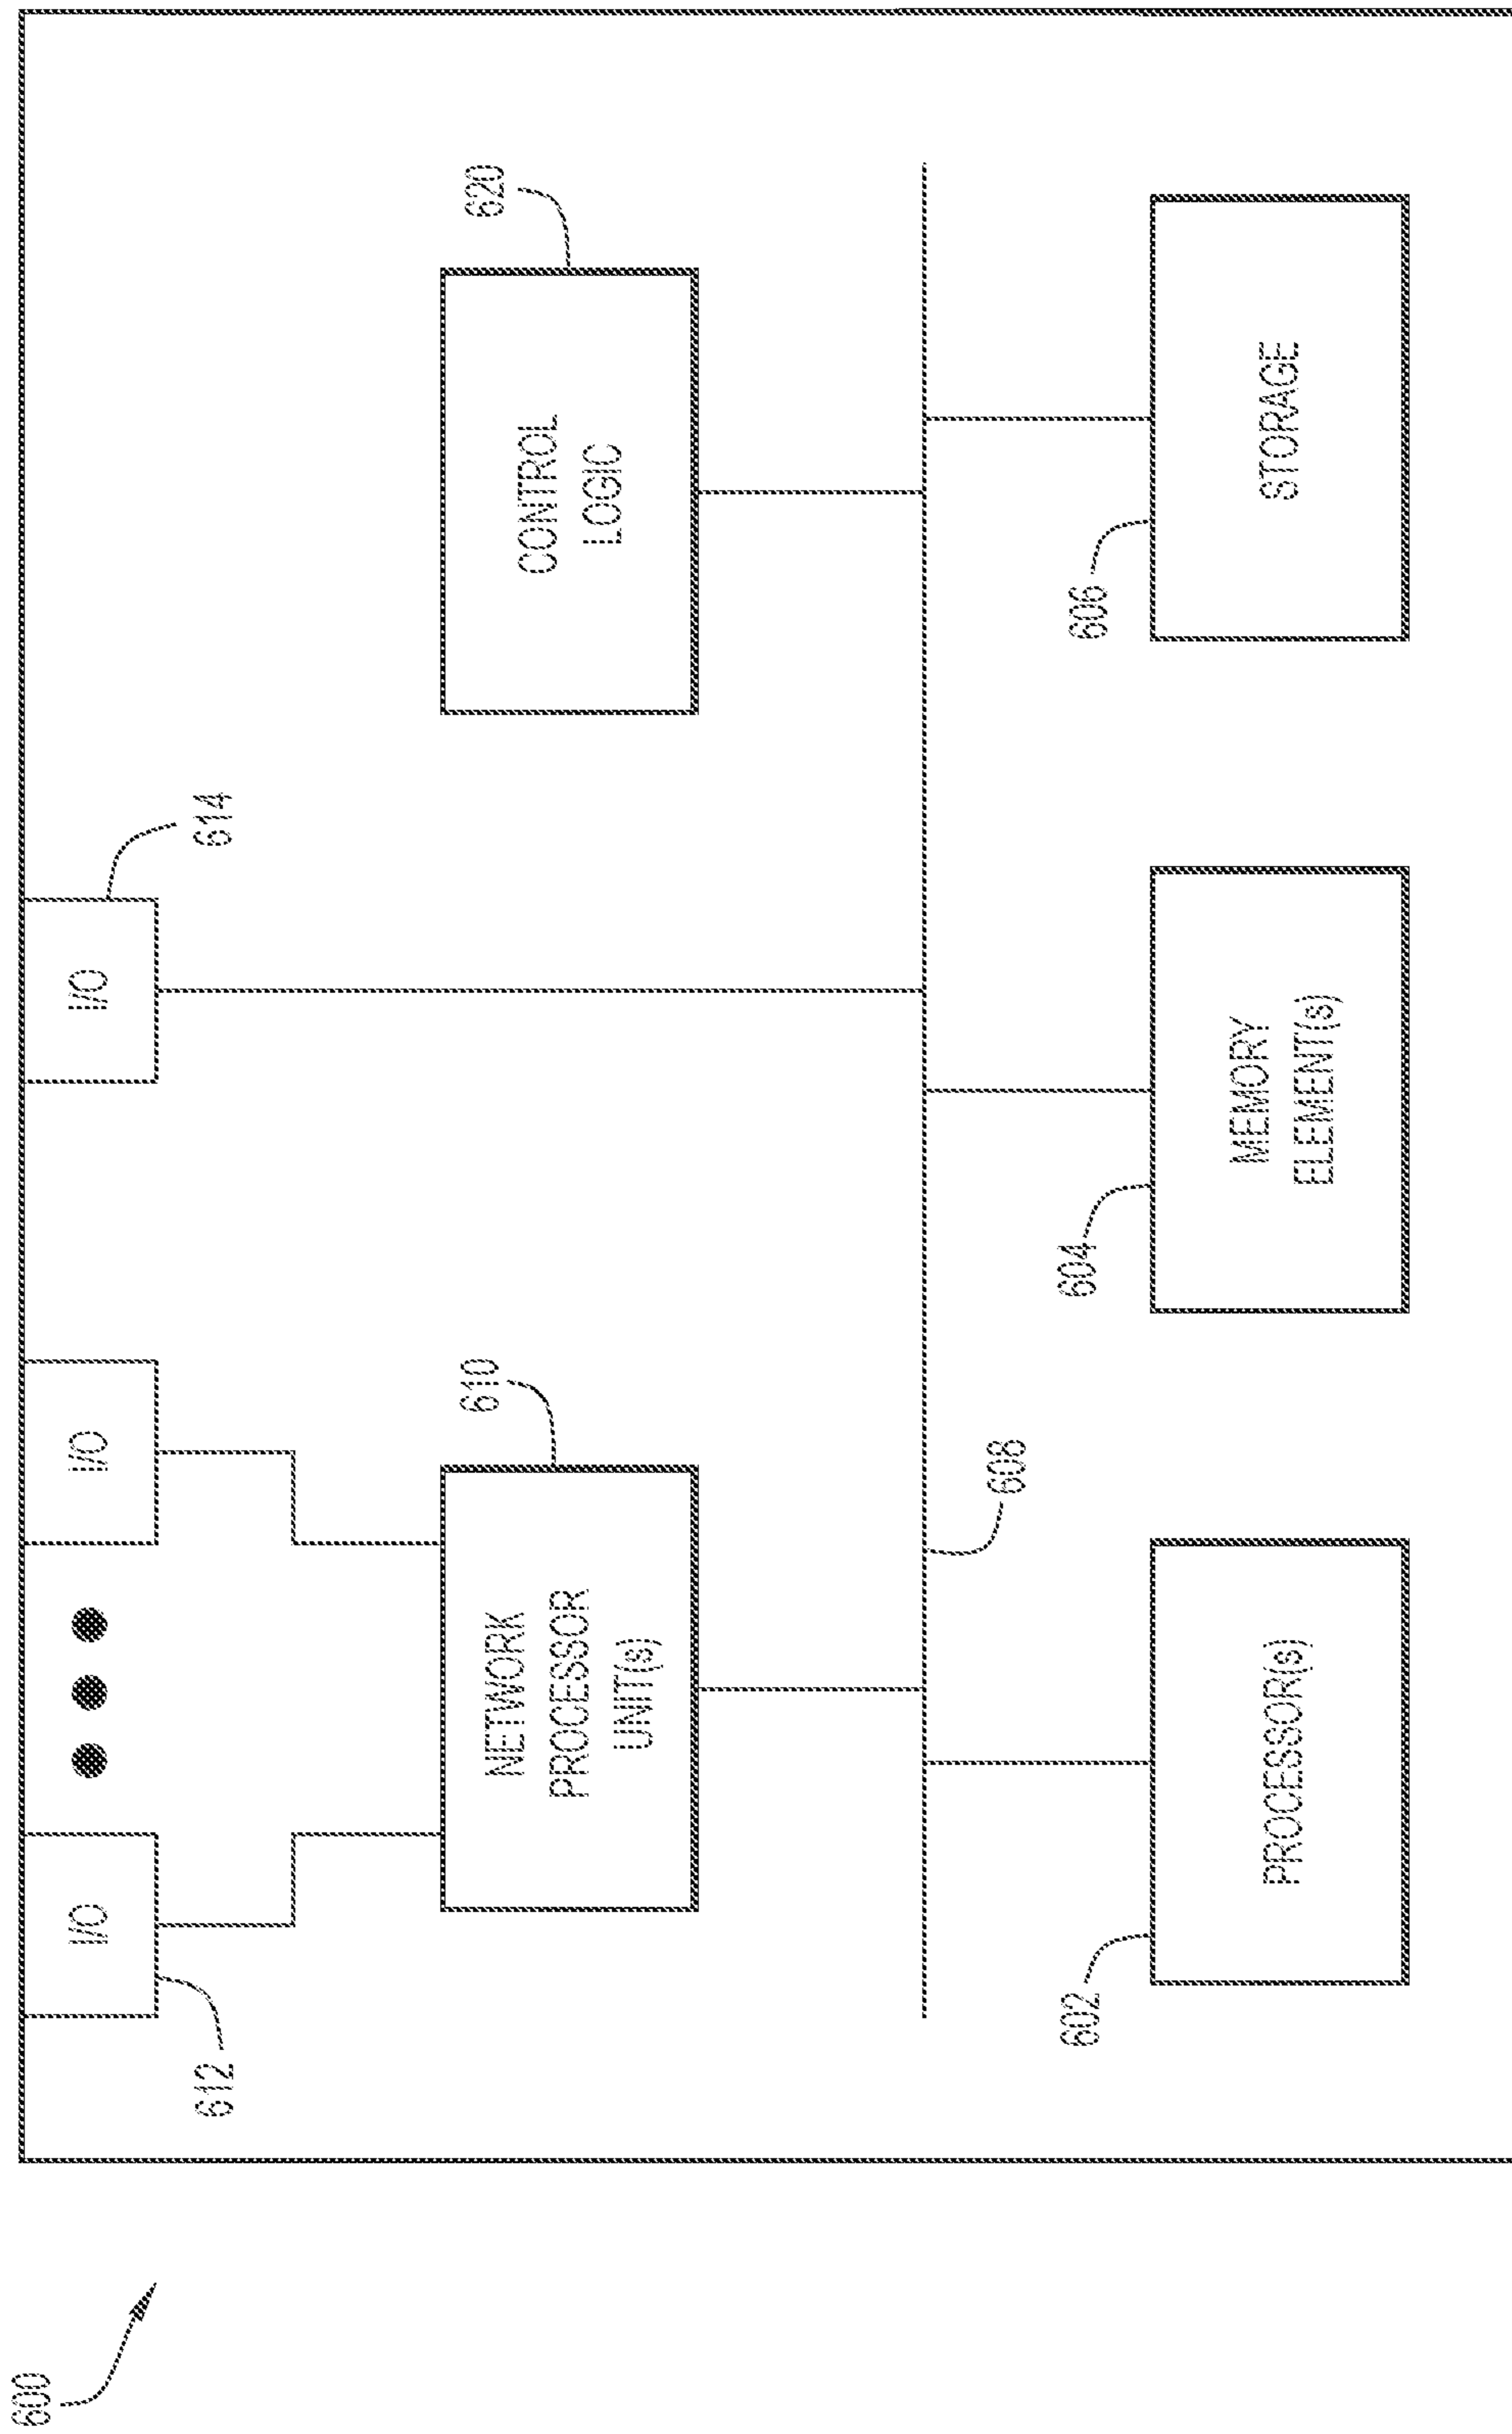 600
612
I/O
I/O
I/O
614
610
NETWORK
PROCESSOR
UNIT(s)
620
CONTROL
LOGIC
608
602
PROCESSOR(s)
604
MEMORY
ELEMENT(s)
606
STORAGE